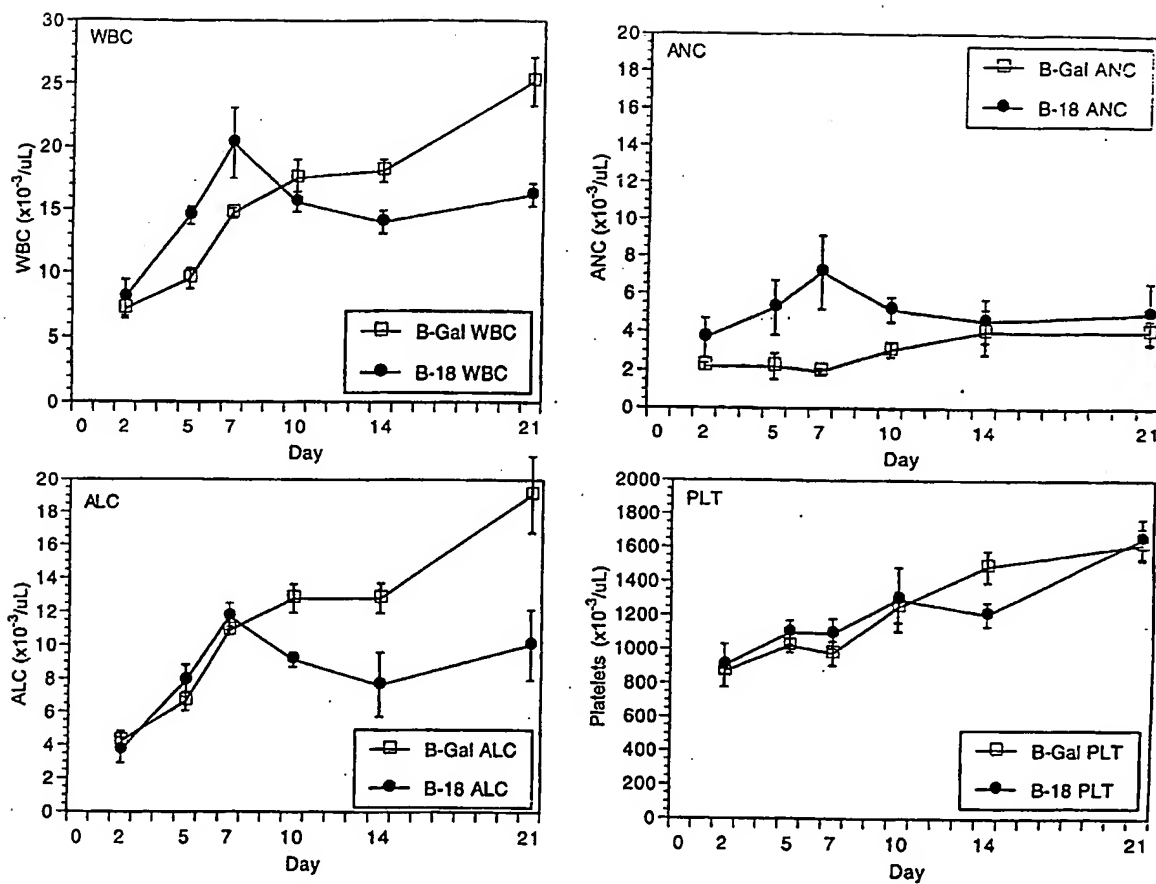 WBC
30
25
20
15
10
5
0
WBC (x10⁻³/uL)
B-Gal WBC
B-18 WBC
0 2 5 7 10 14 21
Day
ANC
20
18
16
14
12
10
8
6
4
2
0
ANC (x10⁻³/uL)
B-Gal ANC
B-18 ANC
0 2 5 7 10 14 21
Day
ALC
20
18
16
14
12
10
8
6
4
2
0
ALC (x10⁻³/uL)
B-Gal ALC
B-18 ALC
0 2 5 7 10 14 21
Day
PLT
2000
1800
1600
1400
1200
1000
800
600
400
200
0
Platelets (x10⁻³/uL)
B-Gal PLT
B-18 PLT
0 2 5 7 10 14 21
Day